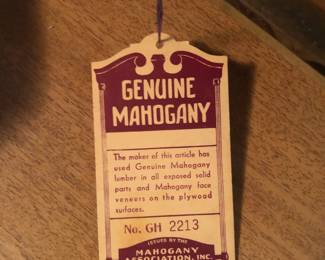 GENUINE
MAHOGANY
The maker of this article has
used Genuine Mahogany
lumber in all exposed solid
parts and Mahogany face
veneers on the plywood
surfaces.
No. GH 2213
ISSUED BY THE
MAHOGANY
ASSOCIATION, INC.